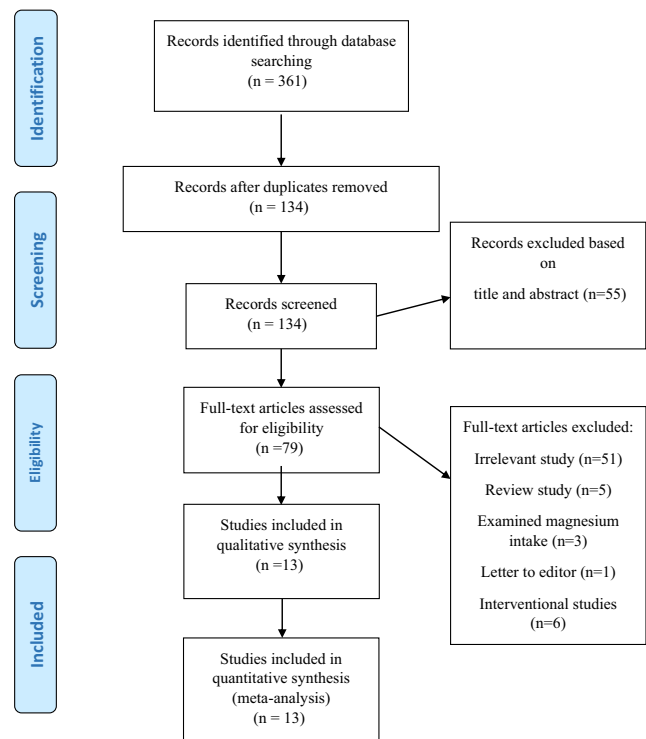 Identification
Records identified through database
searching
(n = 361)
Records after duplicates removed
(n = 134)
Screening
Records screened
(n = 134)
Records excluded based
on
title and abstract (n=55)
Eligibility
Full-text articles assessed
for eligibility
(n =79)
Full-text articles excluded:
Irrelevant study (n=51)
Review study (n=5)
Examined magnesium
intake (n=3)
Letter to editor (n=1)
Interventional studies
(n=6)
Studies included in
qualitative synthesis
(n =13)
Included
Studies included in
quantitative synthesis
(meta-analysis)
(n = 13)